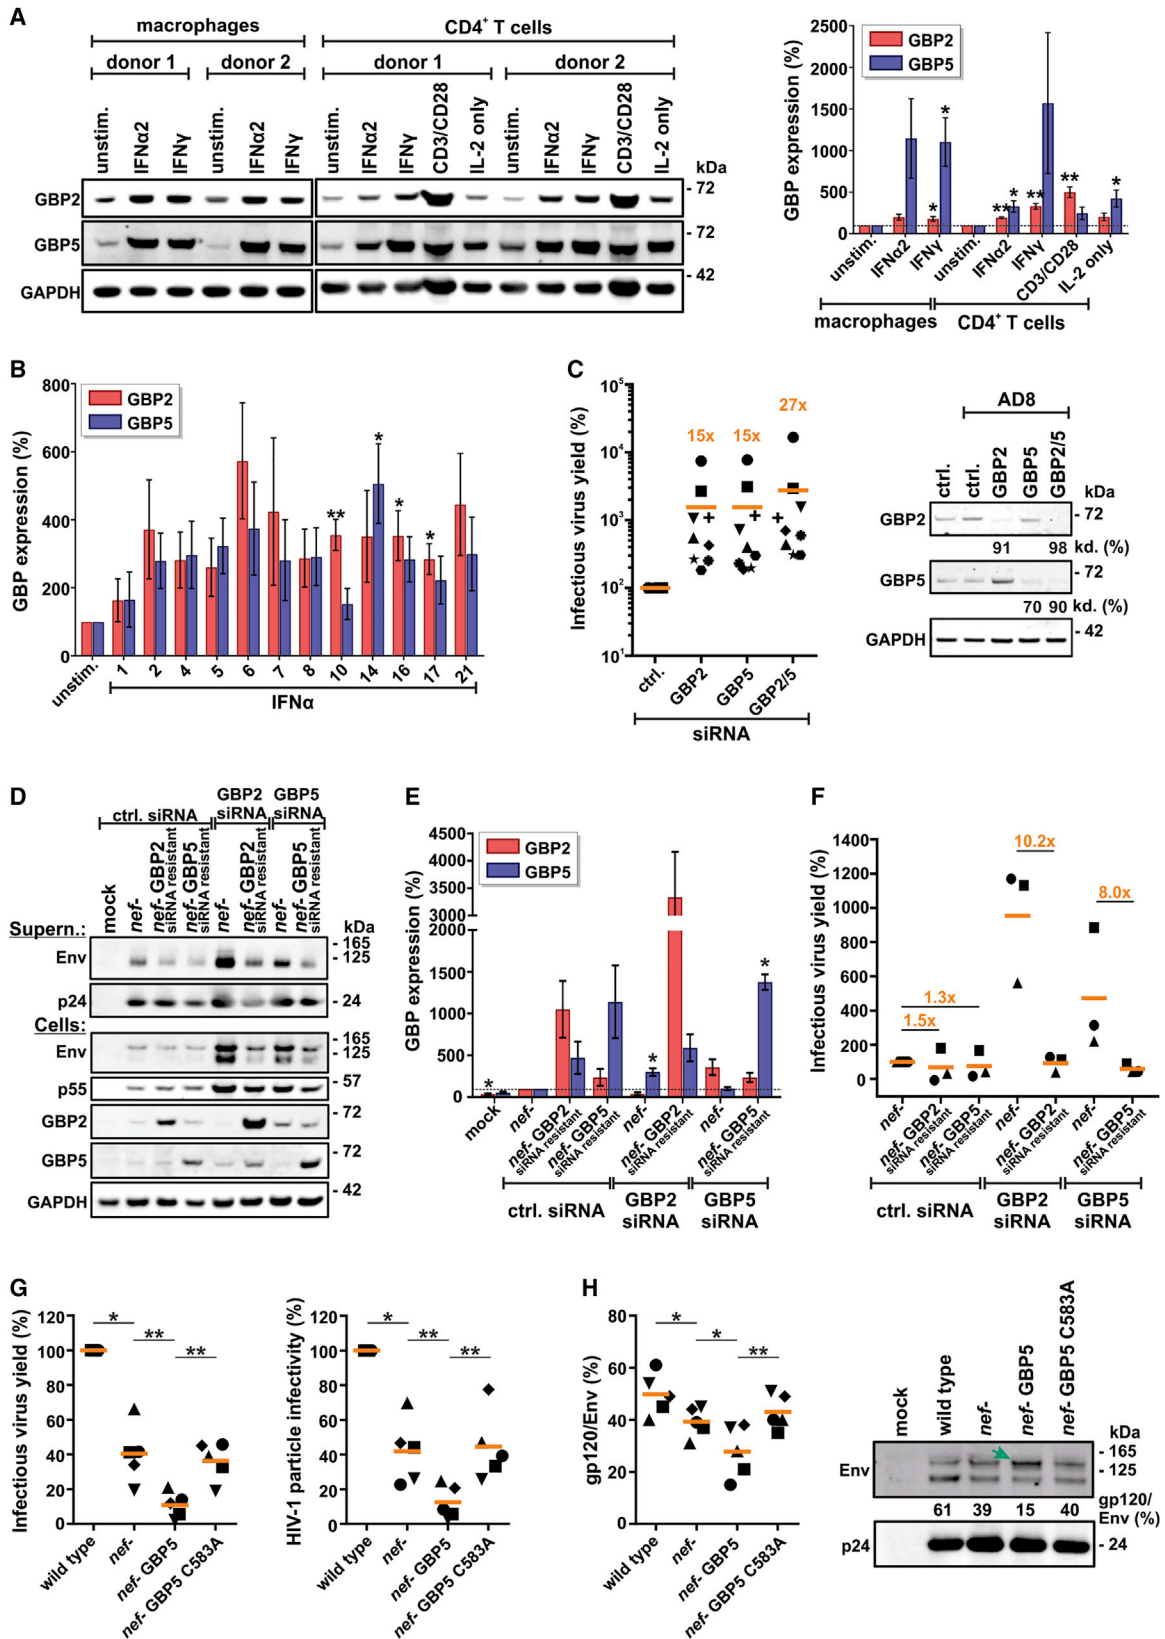 A
macrophages
CD4+ T cells
donor 1
donor 2
donor 1
donor 2
unstim.
IFNα2
IFNγ
unstim.
IFNα2
IFNγ
unstim.
IFNα2
IFNγ
CD3/CD28
IL-2 only
unstim.
IFNα2
IFNγ
CD3/CD28
IL-2 only
kDa
GBP2
- 72
GBP5
- 72
GAPDH
- 42
GBP expression (%)
2500
2000
1500
1000
500
0
GBP2
GBP5
* * ** * ** ** *
unstim.
IFNα2
IFNγ
unstim.
IFNα2
IFNγ
CD3/CD28
IL-2 only
macrophages
CD4+ T cells
B
GBP expression (%)
800
600
400
200
0
GBP2
GBP5
** * * *
unstim.
1 2 4 5 6 7 8 10 14 16 17 21
IFNα
C
Infectious virus yield (%)
10^5
10^4
10^3
10^2
10^1
15x
15x
27x
ctrl.
GBP2
GBP5
GBP2/5
siRNA
AD8
ctrl.
ctrl.
GBP2
GBP5
GBP2/5
kDa
GBP2
- 72
91 98 kd. (%)
GBP5
- 72
70 90 kd. (%)
GAPDH
- 42
D
ctrl. siRNA
GBP2 siRNA
GBP5 siRNA
mock
nef-
nef- GBP2 siRNA resistant
nef- GBP5 siRNA resistant
nef-
nef- GBP2 siRNA resistant
nef-
nef- GBP5 siRNA resistant
Supern.:
kDa
Env
- 165
- 125
p24
- 24
Cells:
Env
- 165
- 125
p55
- 57
GBP2
- 72
GBP5
- 72
GAPDH
- 42
E
GBP expression (%)
4500
4000
3500
3000
2000
1500
1000
500
0
GBP2
GBP5
* * *
mock
nef-
nef- GBP2 siRNA resistant
nef- GBP5 siRNA resistant
nef-
nef- GBP2 siRNA resistant
nef-
nef- GBP5 siRNA resistant
ctrl. siRNA
GBP2 siRNA
GBP5 siRNA
F
Infectious virus yield (%)
1400
1200
1000
800
600
400
200
0
1.3x
1.5x
10.2x
8.0x
nef-
nef- GBP2 siRNA resistant
nef- GBP5 siRNA resistant
nef-
nef- GBP2 siRNA resistant
nef-
nef- GBP5 siRNA resistant
ctrl. siRNA
GBP2 siRNA
GBP5 siRNA
G
Infectious virus yield (%)
120
100
80
60
40
20
0
* ** **
wild type
nef-
nef- GBP5
nef- GBP5 C583A
HIV-1 particle infectivity (%)
120
100
80
60
40
20
0
* ** **
wild type
nef-
nef- GBP5
nef- GBP5 C583A
H
gp120/Env (%)
80
60
40
20
0
* * **
wild type
nef-
nef- GBP5
nef- GBP5 C583A
mock
wild type
nef-
nef- GBP5
nef- GBP5 C583A
kDa
Env
- 165
- 125
61 39 15 40 gp120/
Env (%)
p24
- 24